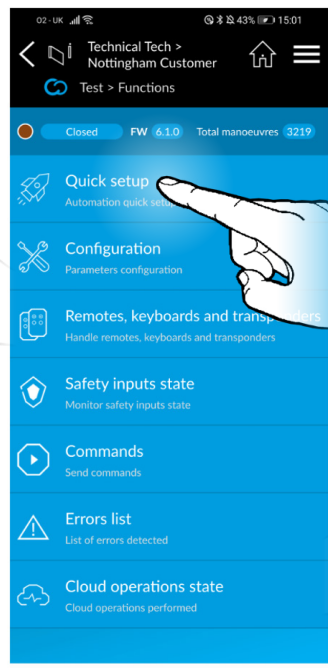 O2-UK 43% 15:01
Technical Tech >
Nottingham Customer
Test > Functions
Closed FW 6.1.0 Total manoeuvres 3219
Quick setup
Automation quick setup
Configuration
Parameters configuration
Remotes, keyboards and transponders
Handle remotes, keyboards and transponders
Safety inputs state
Monitor safety inputs state
Commands
Send commands
Errors list
List of errors detected
Cloud operations state
Cloud operations performed